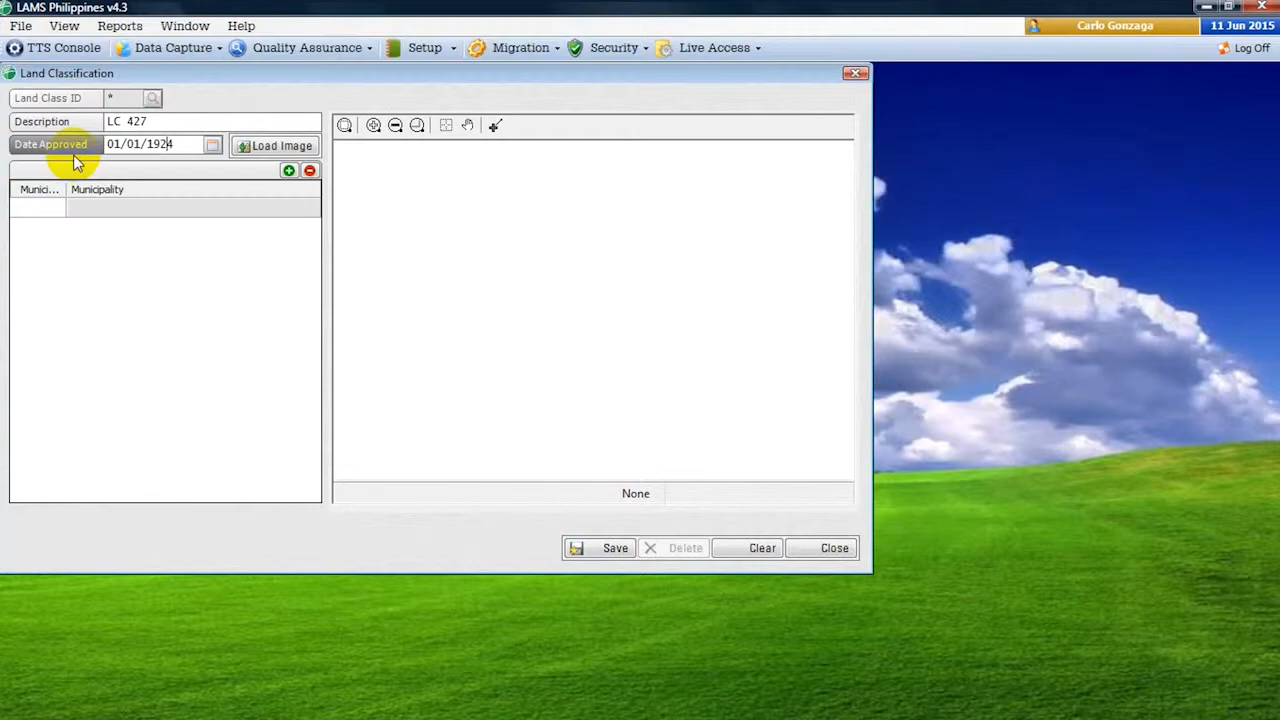 LAMS Philippines v4.3
File View Reports Window Help Carlo Gonzaga 11 Jun 2015
TTS Console Data Capture Quality Assurance Setup Migration Security Live Access Log Off
Land Classification
Land Class ID *
Description LC 427
Date Approved 01/01/1924 Load Image
Munici... Municipality
None
Save Delete Clear Close